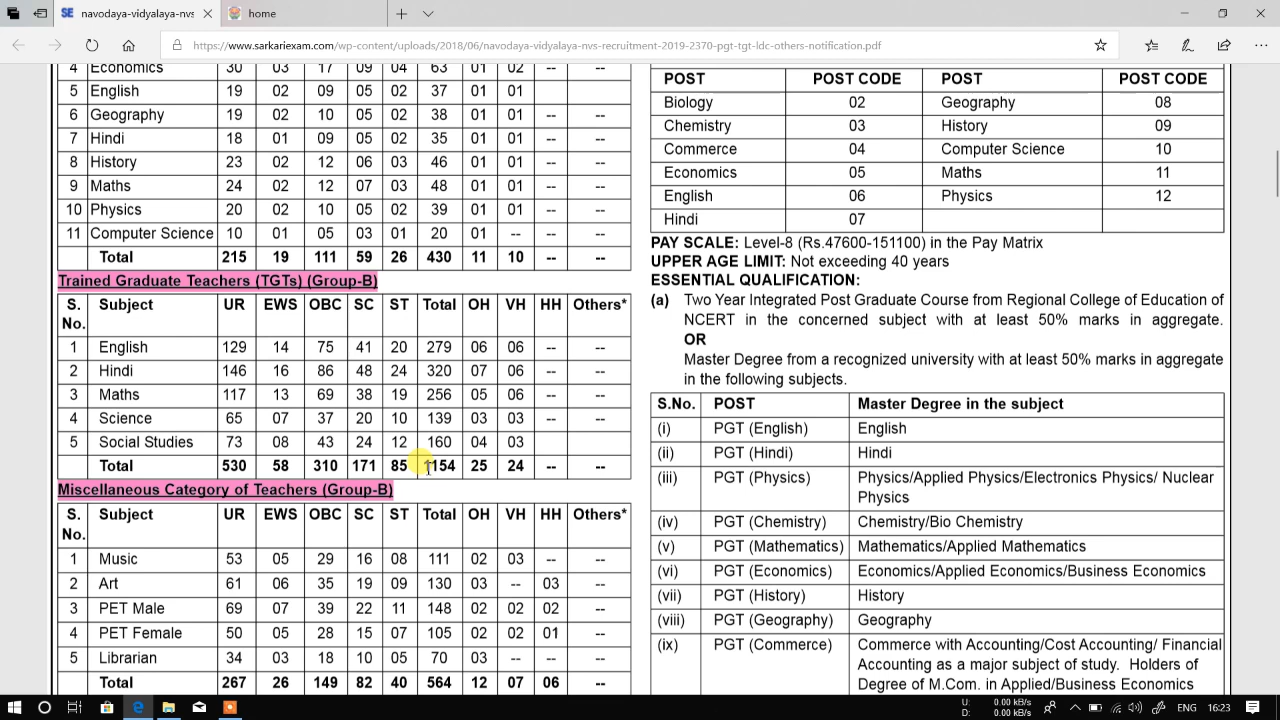 navodaya-vidyalaya-nvs-
home
https://www.sarkariexam.com/wp-content/uploads/2018/06/navodaya-vidyalaya-nvs-recruitment-2019-2370-pgt-tgt-ldc-others-notification.pdf
4 Economics 30 03 17 09 04 63 01 02 -- --
5 English 19 02 09 05 02 37 01 01 --
6 Geography 19 02 10 05 02 38 01 01 -- --
7 Hindi 18 01 09 05 02 35 01 01 -- --
8 History 23 02 12 06 03 46 01 01 -- --
9 Maths 24 02 12 07 03 48 01 01 -- --
10 Physics 20 02 10 05 02 39 01 01 -- --
11 Computer Science 10 01 05 03 01 20 01 -- -- --
Total 215 19 111 59 26 430 11 10 -- --
Trained Graduate Teachers (TGTs) (Group-B)
S. No. Subject UR EWS OBC SC ST Total OH VH HH Others*
1 English 129 14 75 41 20 279 06 06 -- --
2 Hindi 146 16 86 48 24 320 07 06 -- --
3 Maths 117 13 69 38 19 256 05 06 -- --
4 Science 65 07 37 20 10 139 03 03 -- --
5 Social Studies 73 08 43 24 12 160 04 03 --
Total 530 58 310 171 85 1154 25 24 -- --
Miscellaneous Category of Teachers (Group-B)
S. No. Subject UR EWS OBC SC ST Total OH VH HH Others*
1 Music 53 05 29 16 08 111 02 03 -- --
2 Art 61 06 35 19 09 130 03 -- 03 --
3 PET Male 69 07 39 22 11 148 02 02 02 --
4 PET Female 50 05 28 15 07 105 02 02 01 --
5 Librarian 34 03 18 10 05 70 03 -- -- --
Total 267 26 149 82 40 564 12 07 06 --
POST POST CODE POST POST CODE
Biology 02 Geography 08
Chemistry 03 History 09
Commerce 04 Computer Science 10
Economics 05 Maths 11
English 06 Physics 12
Hindi 07
PAY SCALE: Level-8 (Rs.47600-151100) in the Pay Matrix
UPPER AGE LIMIT: Not exceeding 40 years
ESSENTIAL QUALIFICATION:
(a) Two Year Integrated Post Graduate Course from Regional College of Education of
NCERT in the concerned subject with at least 50% marks in aggregate.
OR
Master Degree from a recognized university with at least 50% marks in aggregate
in the following subjects.
S.No. POST Master Degree in the subject
(i) PGT (English) English
(ii) PGT (Hindi) Hindi
(iii) PGT (Physics) Physics/Applied Physics/Electronics Physics/ Nuclear
Physics
(iv) PGT (Chemistry) Chemistry/Bio Chemistry
(v) PGT (Mathematics) Mathematics/Applied Mathematics
(vi) PGT (Economics) Economics/Applied Economics/Business Economics
(vii) PGT (History) History
(viii) PGT (Geography) Geography
(ix) PGT (Commerce) Commerce with Accounting/Cost Accounting/ Financial
Accounting as a major subject of study. Holders of
Degree of M.Com. in Applied/Business Economics
U: 0.00 kB/s
D: 0.00 kB/s
ENG 16:23